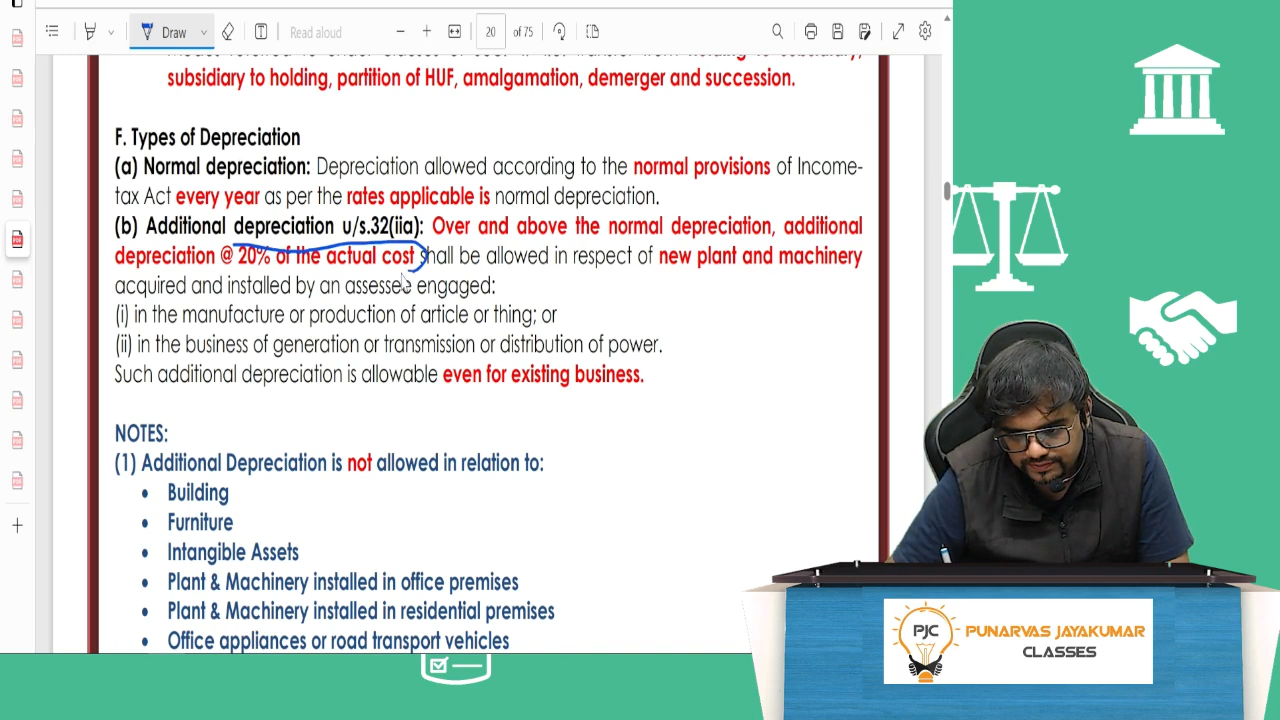 Draw
Read aloud
20
of 75
subsidiary to holding, partition of HUF, amalgamation, demerger and succession.
F. Types of Depreciation
(a) Normal depreciation: Depreciation allowed according to the normal provisions of Income-
tax Act every year as per the rates applicable is normal depreciation.
(b) Additional depreciation u/s.32(iia): Over and above the normal depreciation, additional
depreciation @ 20% of the actual cost shall be allowed in respect of new plant and machinery
acquired and installed by an assessee engaged:
(i) in the manufacture or production of article or thing; or
(ii) in the business of generation or transmission or distribution of power.
Such additional depreciation is allowable even for existing business.
NOTES:
(1) Additional Depreciation is not allowed in relation to:
• Building
• Furniture
• Intangible Assets
• Plant & Machinery installed in office premises
• Plant & Machinery installed in residential premises
• Office appliances or road transport vehicles
PJC
PUNARVAS JAYAKUMAR
CLASSES